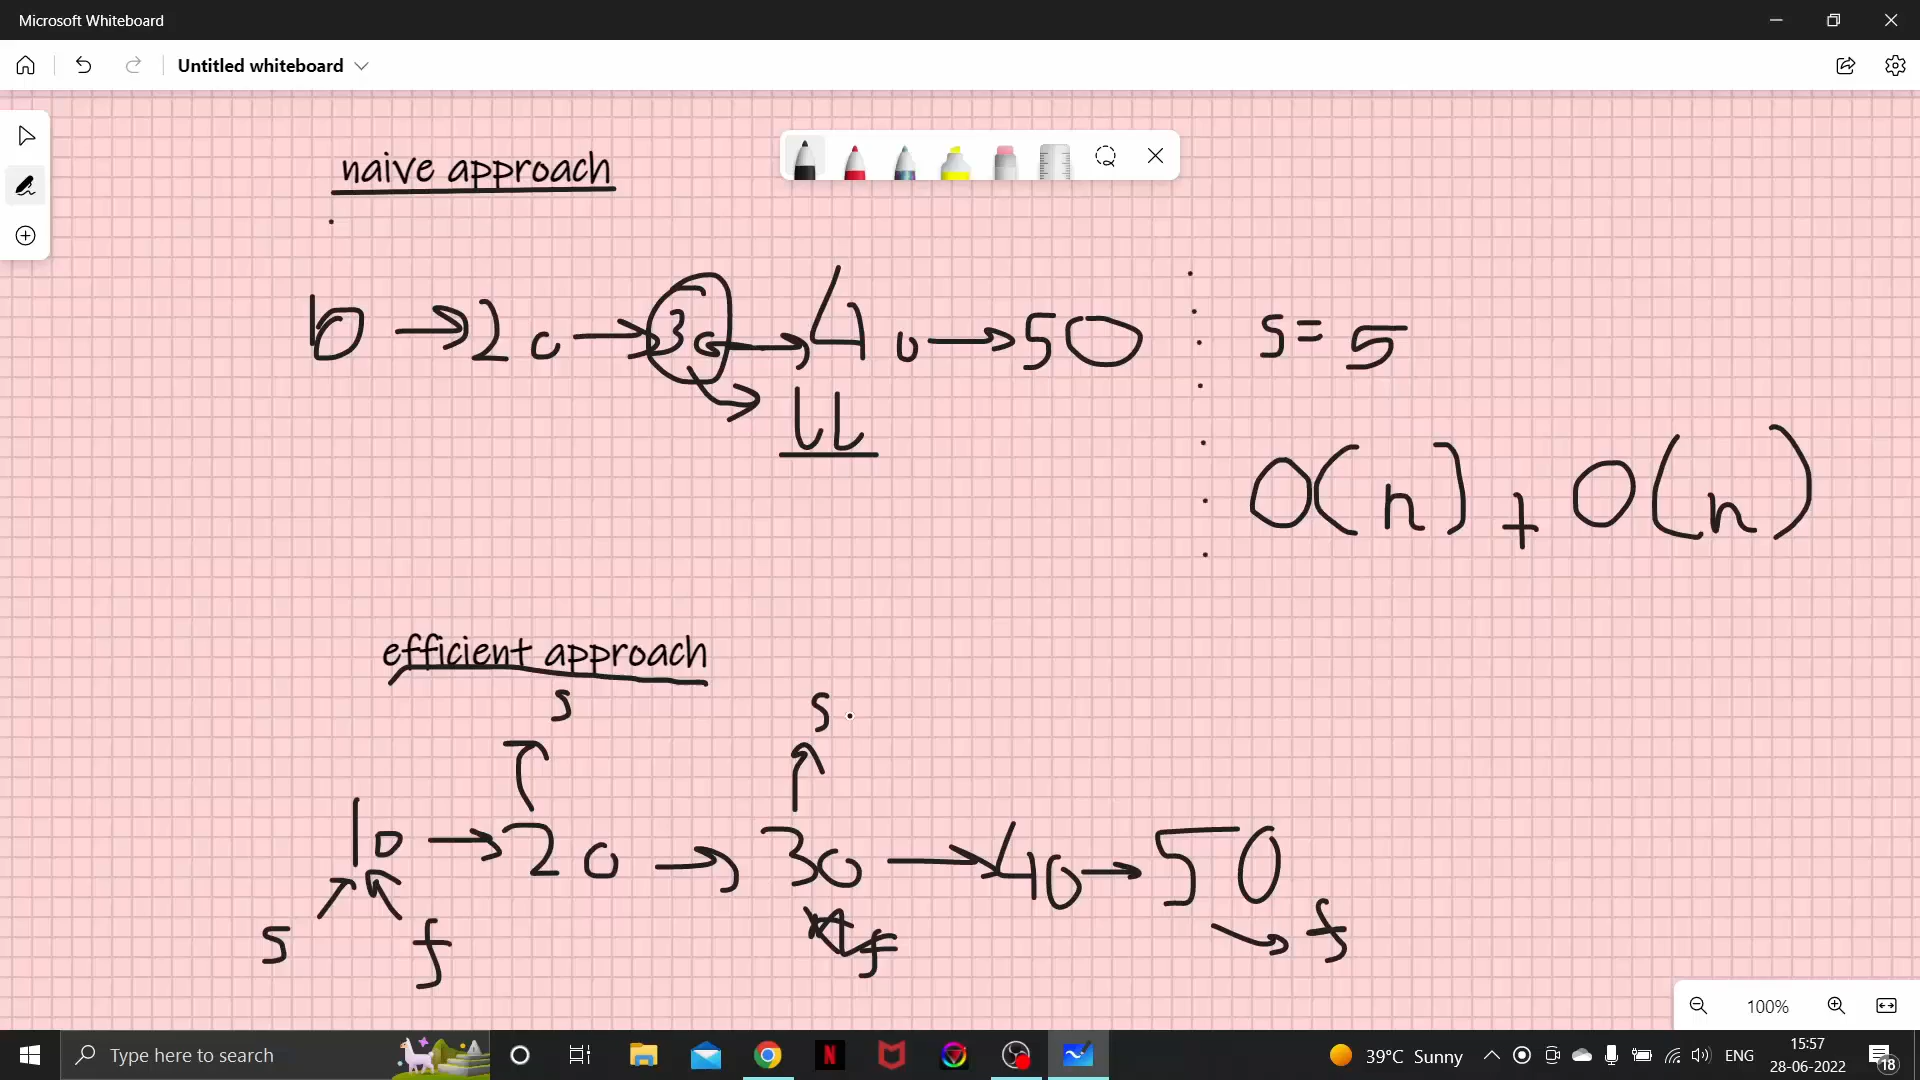 Microsoft Whiteboard
Untitled whiteboard
naive approach
10 → 20 → 30 → 40 → 50
S = 5
LL
O(n) + O(n)
efficient approach
S S
10 → 20 → 30 → 40 → 50
S f f f
100%
Type here to search
39°C Sunny
ENG
15:57
28-06-2022
18